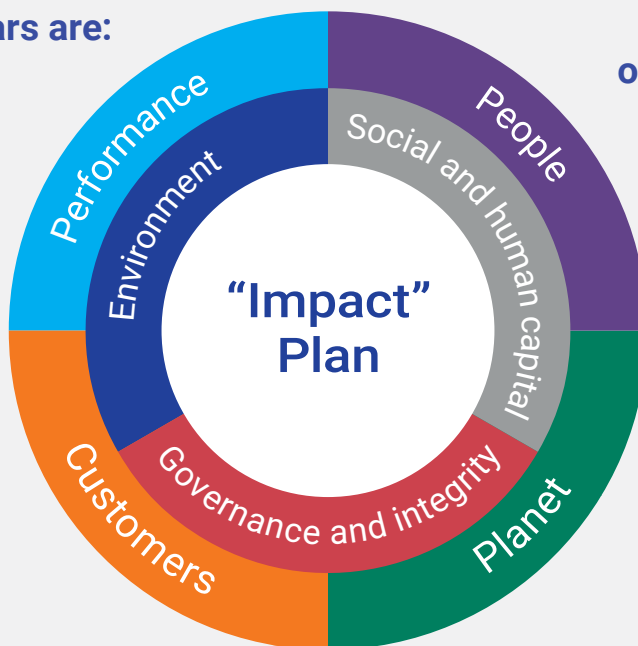 ars are:
o
Performance
People
Environment
Social and human capital
“Impact”
Plan
Governance and integrity
Customers
Planet